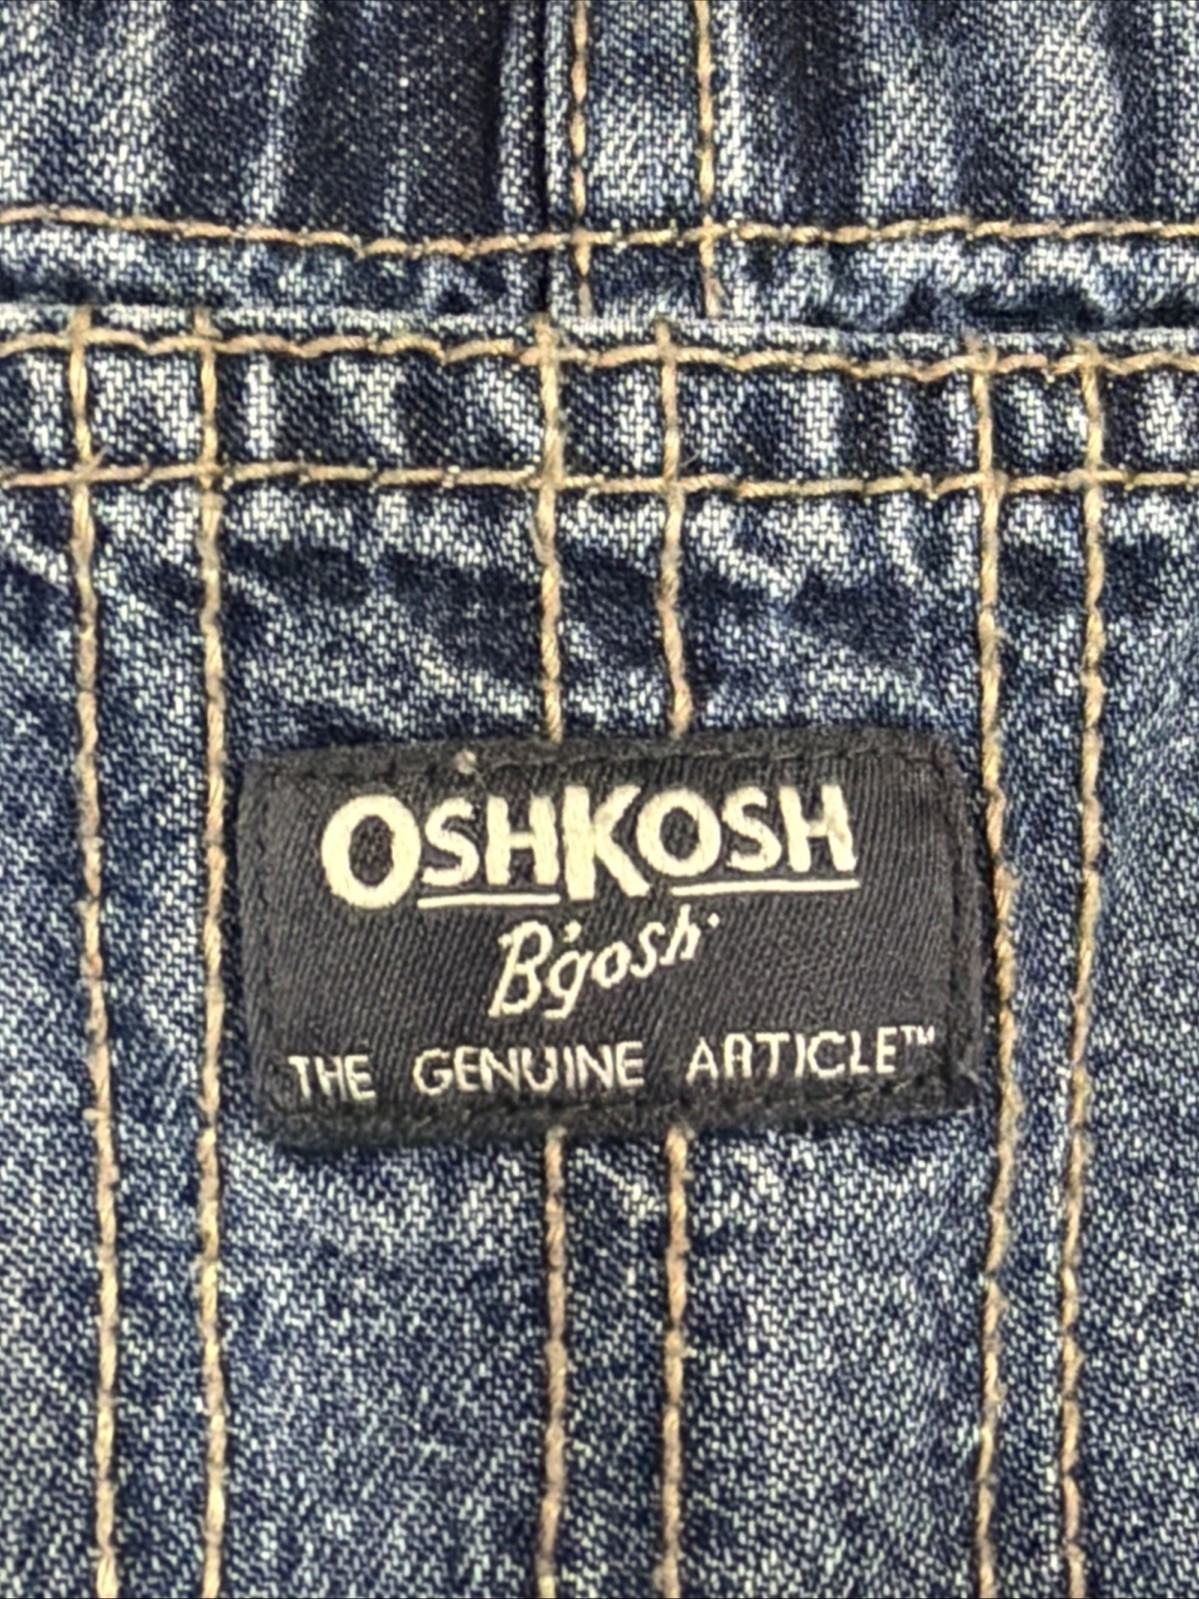 OSHKOSH
B'gosh
THE GENUINE ARTICLE™